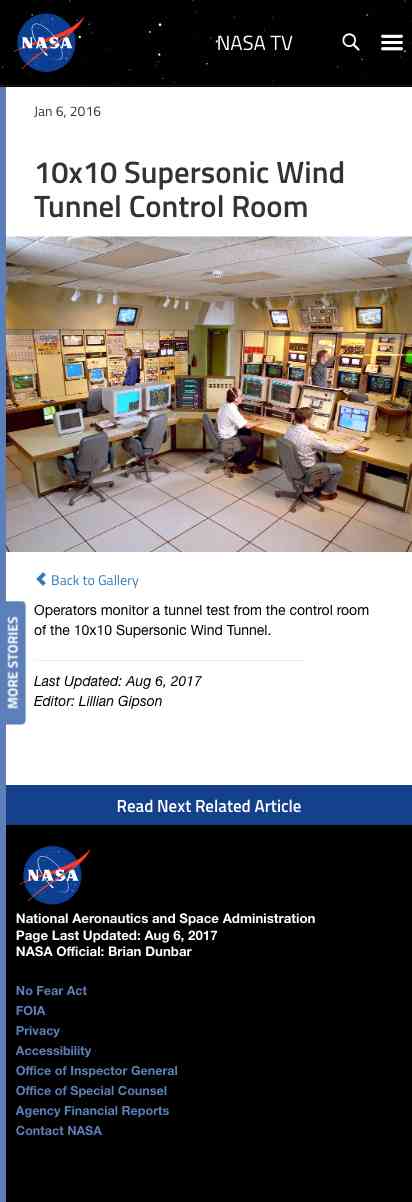 NASA
NASA TV
Jan 6, 2016
10x10 Supersonic Wind
Tunnel Control Room
Back to Gallery
Operators monitor a tunnel test from the control room
of the 10x10 Supersonic Wind Tunnel.
MORE STORIES
Last Updated: Aug 6, 2017
Editor: Lillian Gipson
Read Next Related Article
NASA
National Aeronautics and Space Administration
Page Last Updated: Aug 6, 2017
NASA Official: Brian Dunbar
No Fear Act
FOIA
Privacy
Accessibility
Office of Inspector General
Office of Special Counsel
Agency Financial Reports
Contact NASA